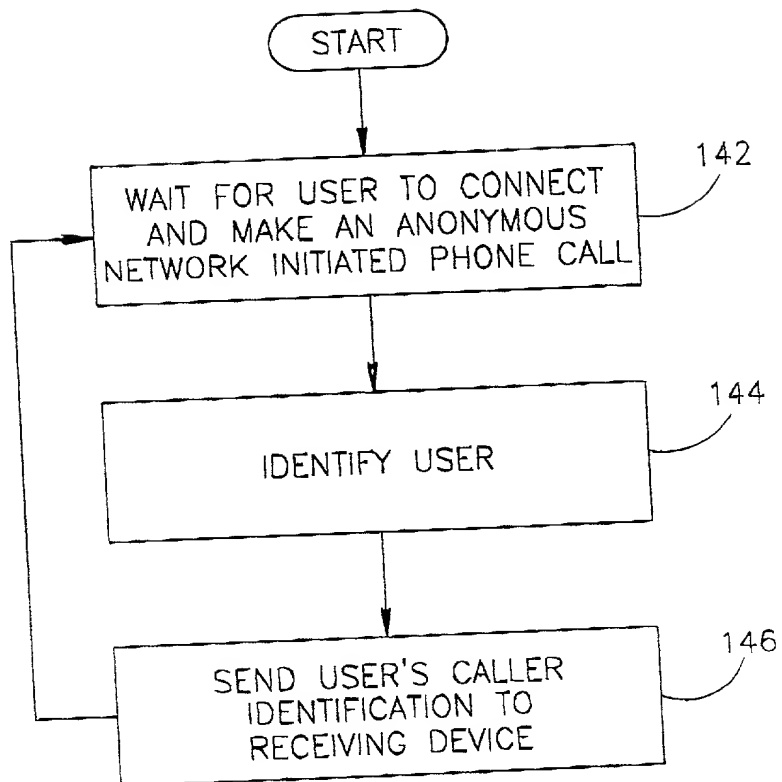 START
WAIT FOR USER TO CONNECT
AND MAKE AN ANONYMOUS
NETWORK INITIATED PHONE CALL
142
IDENTIFY USER
144
SEND USER'S CALLER
IDENTIFICATION TO
RECEIVING DEVICE
146